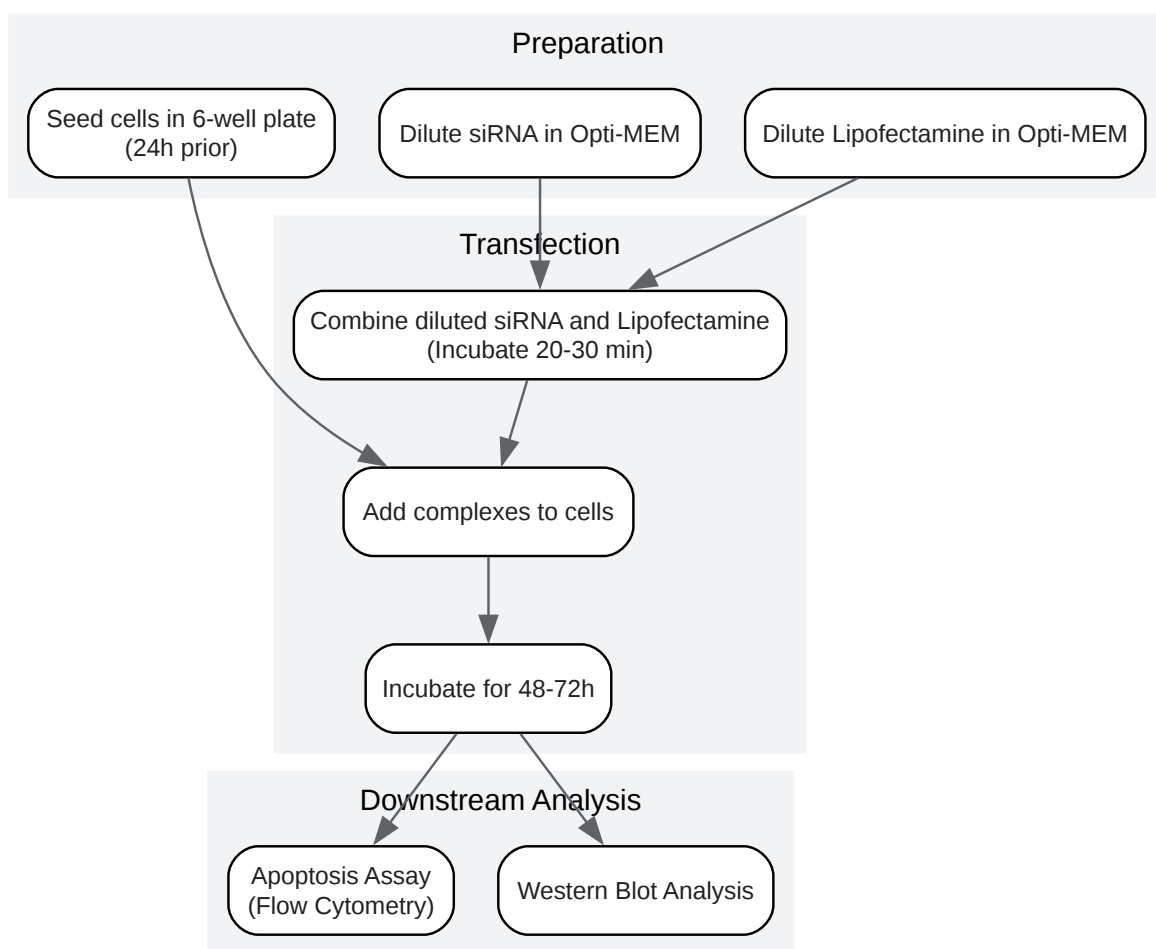 Preparation
Seed cells in 6-well plate
(24h prior)
Dilute siRNA in Opti-MEM
Dilute Lipofectamine in Opti-MEM
Transfection
Combine diluted siRNA and Lipofectamine
(Incubate 20-30 min)
Add complexes to cells
Incubate for 48-72h
Downstream Analysis
Apoptosis Assay
(Flow Cytometry)
Western Blot Analysis